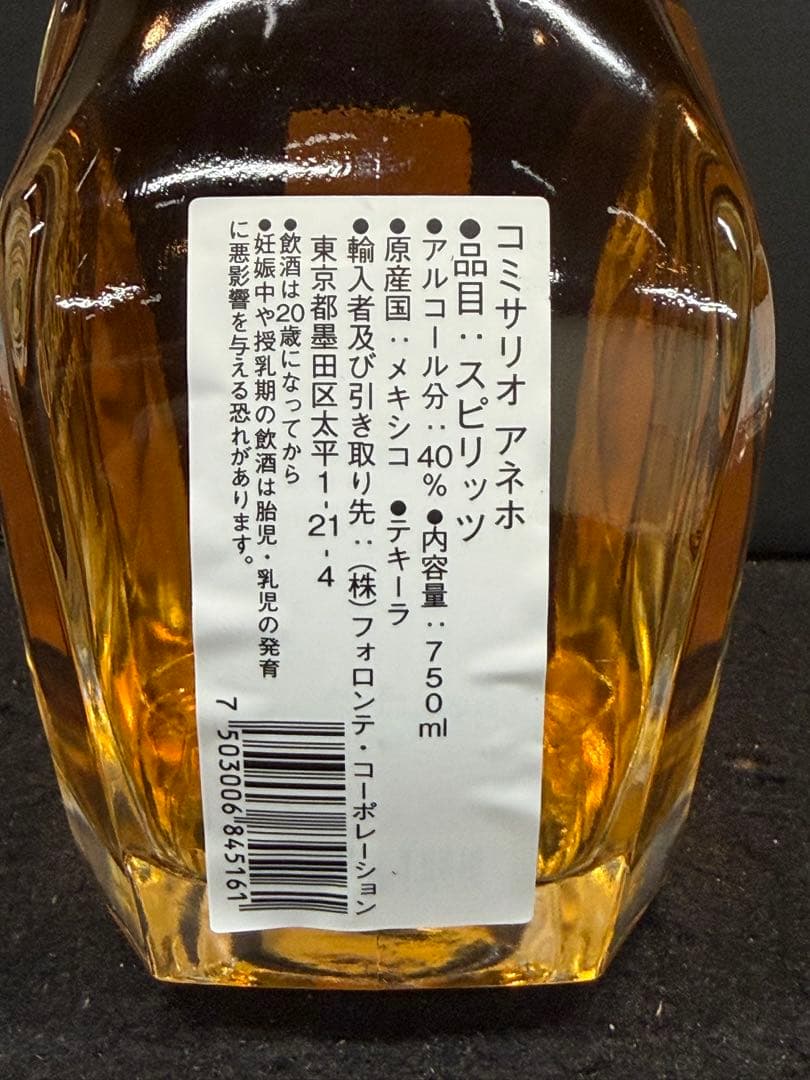 コミサリオ アネホ
●品目：スピリッツ
●アルコール分：40% ●内容量：750ml
●原産国：メキシコ ●テキーラ
●輸入者及び引き取り先：(株)フォロンテ・コーポレーション
東京都墨田区太平1-21-4
●飲酒は20歳になってから
●妊娠中や授乳期の飲酒は胎児・乳児の発育
に悪影響を与える恐れがあります。
7 503006 845161